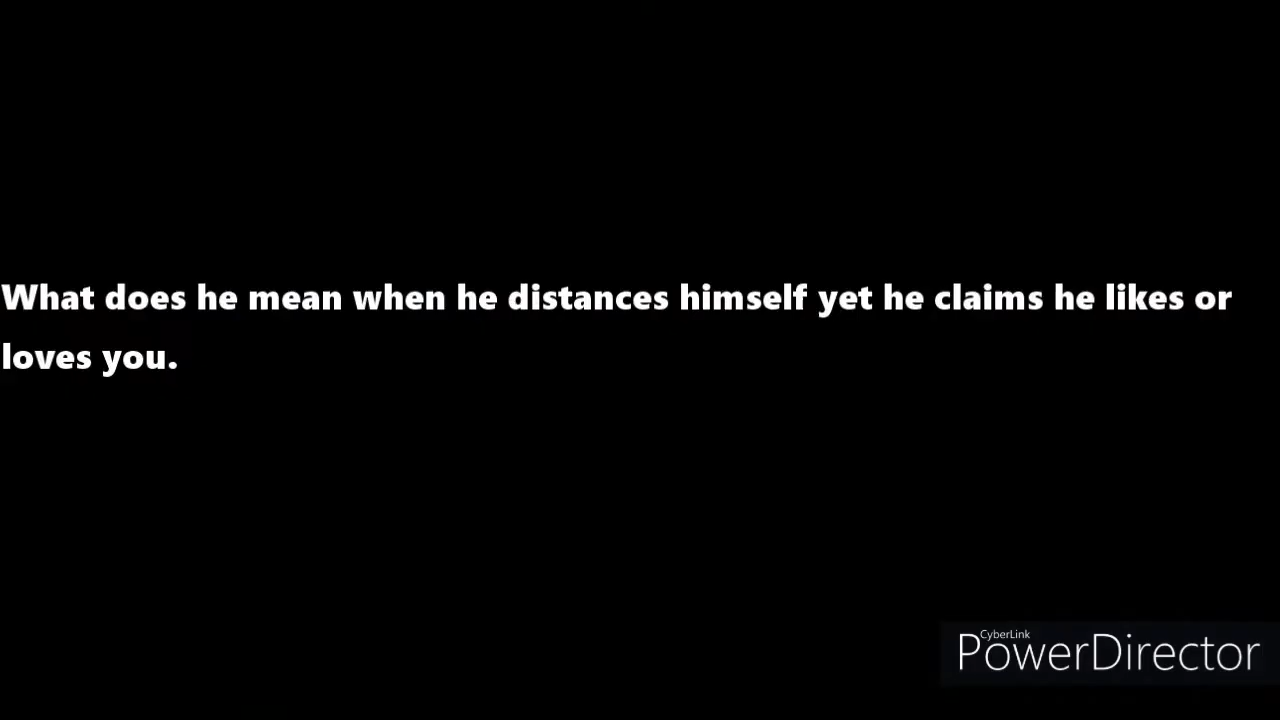 What does he mean when he distances himself yet he claims he likes or
loves you.
CyberLink
PowerDirector